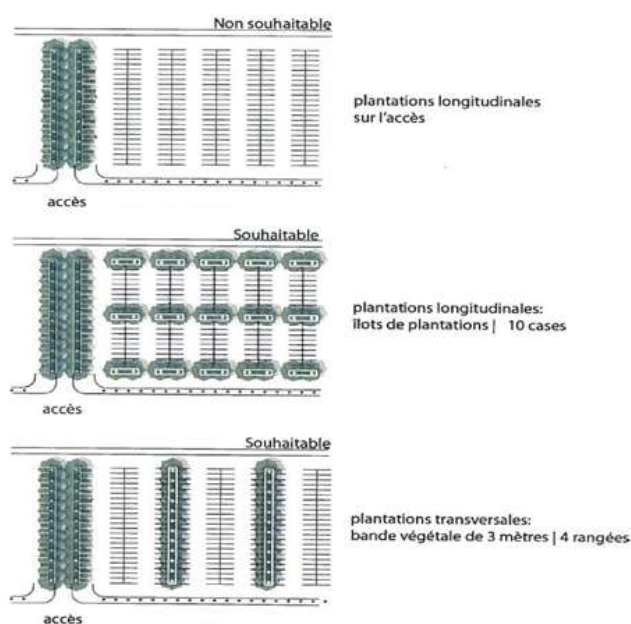 Non souhaitable
plantations longitudinales
sur l'accès
accès
Souhaitable
plantations longitudinales:
îlots de plantations | 10 cases
accès
Souhaitable
plantations transversales:
bande végétale de 3 mètres | 4 rangées
accès